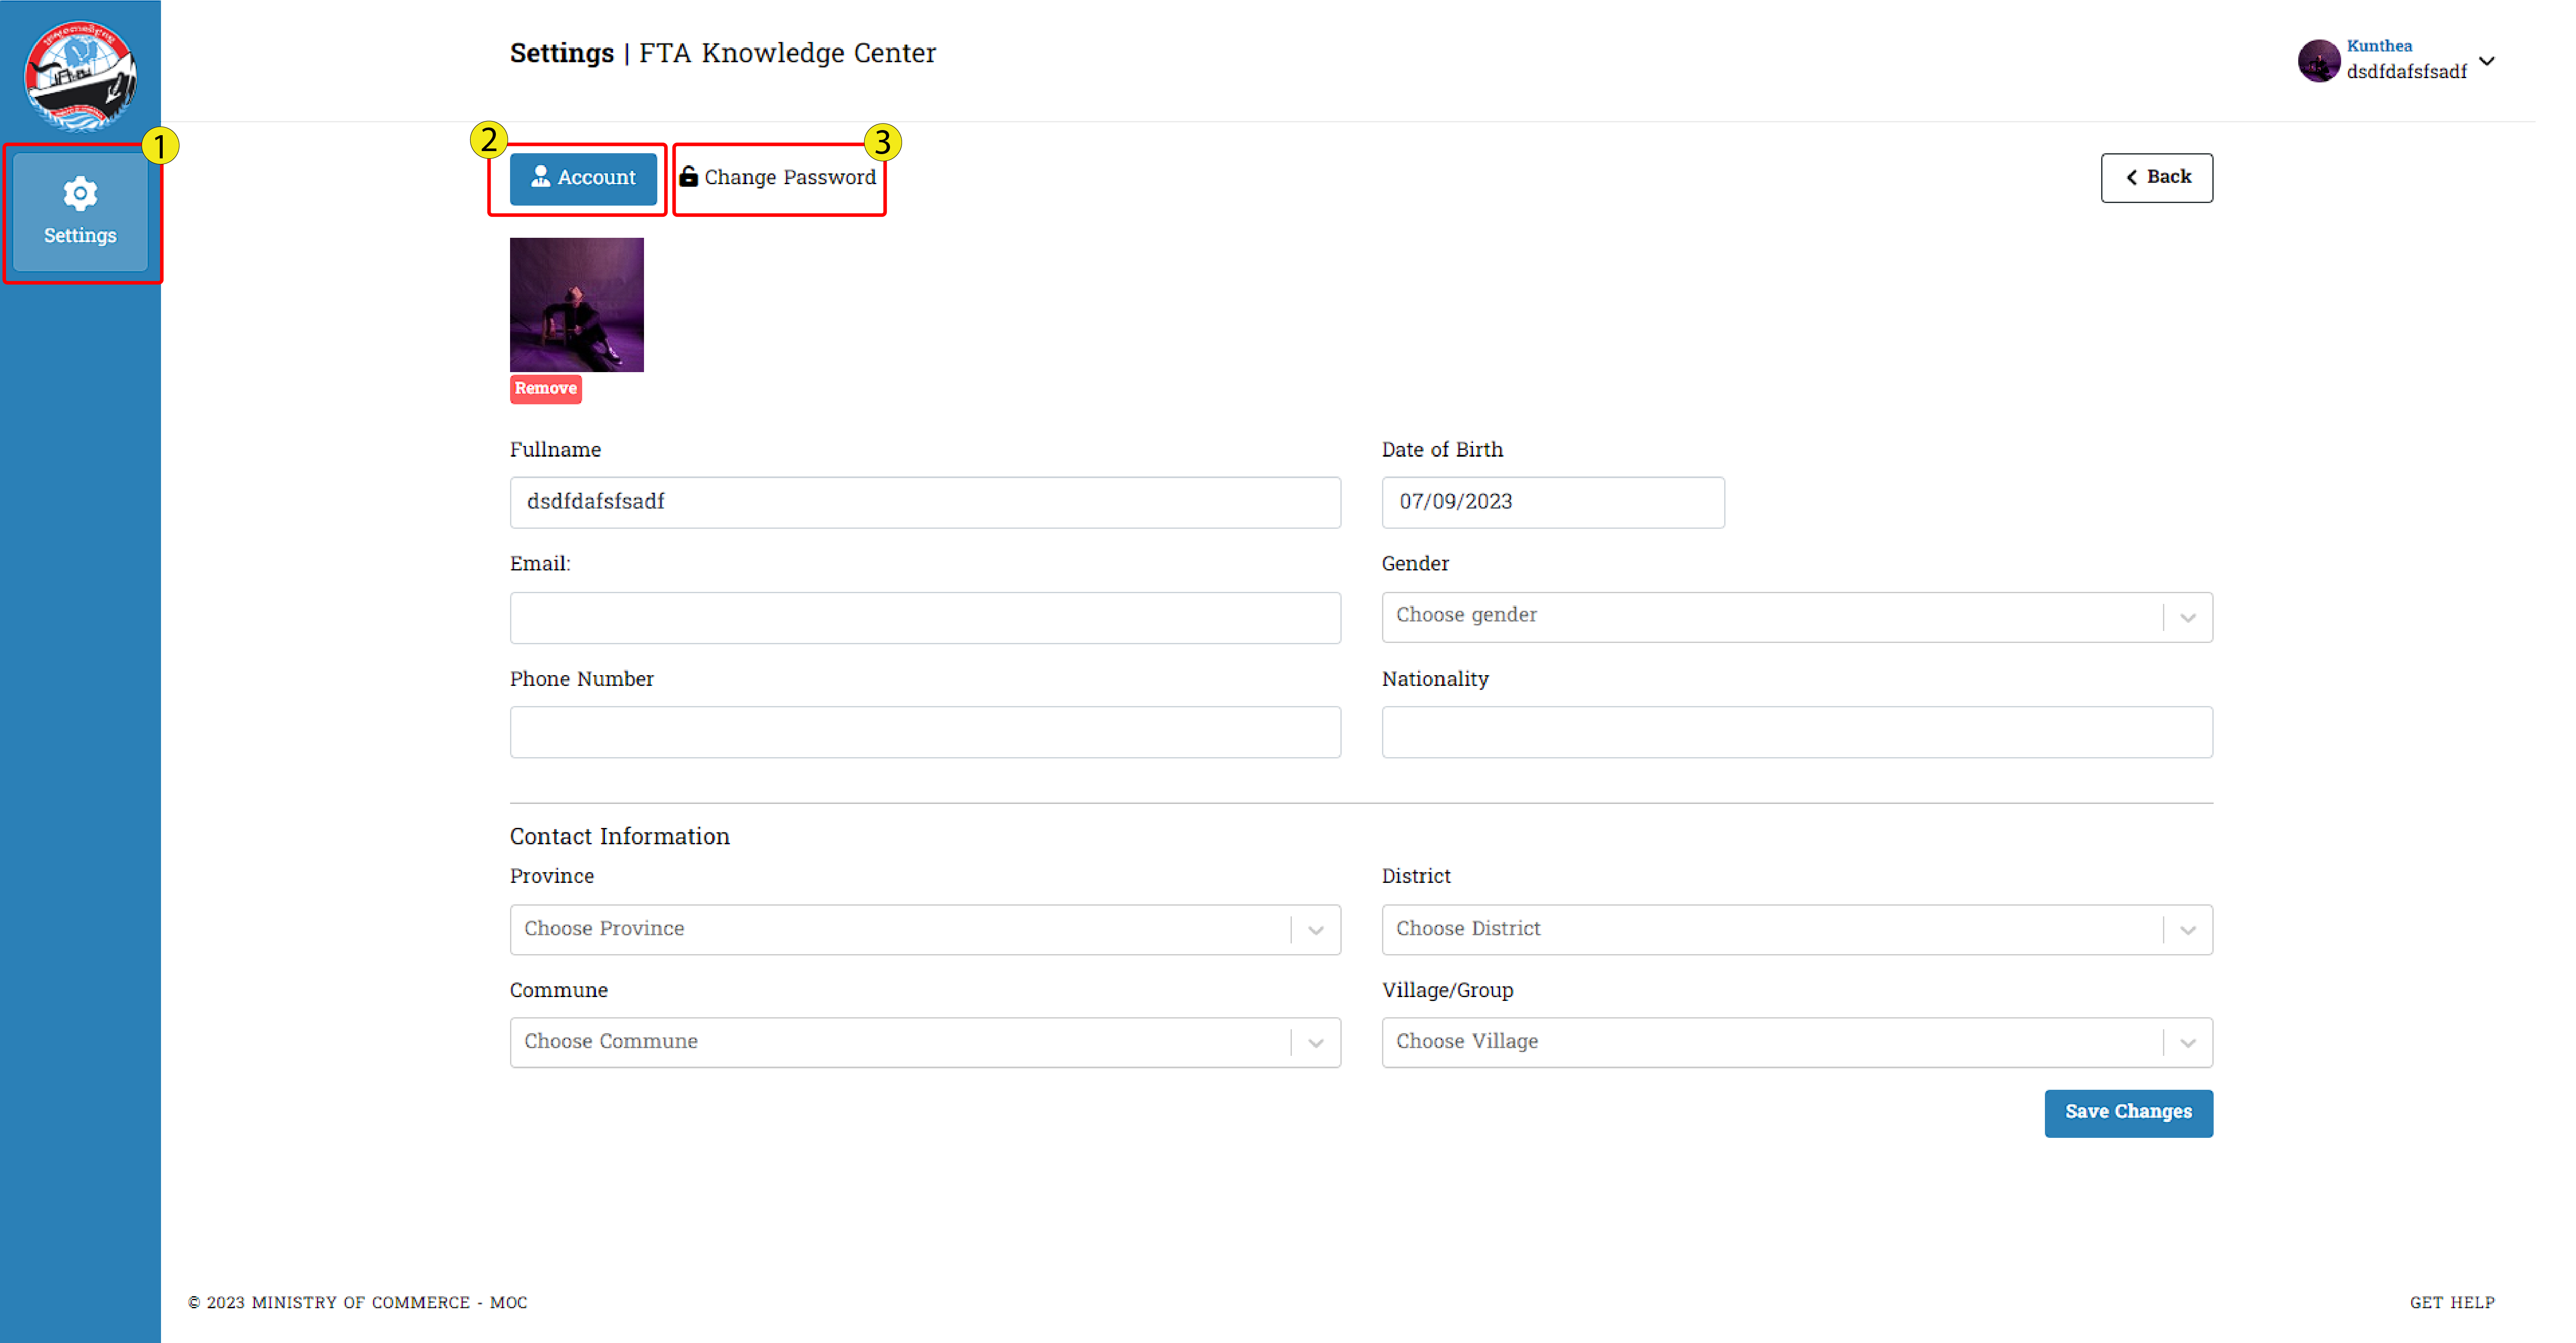 Settings | FTA Knowledge Center
Kunthea
dsdfdafsfsadf
1
Settings
2
Account
3
Change Password
Back
Remove
Fullname
Date of Birth
dsdfdafsfsadf
07/09/2023
Email:
Gender
Choose gender
Phone Number
Nationality
Contact Information
Province
District
Choose Province
Choose District
Commune
Village/Group
Choose Commune
Choose Village
Save Changes
© 2023 MINISTRY OF COMMERCE - MOC
GET HELP